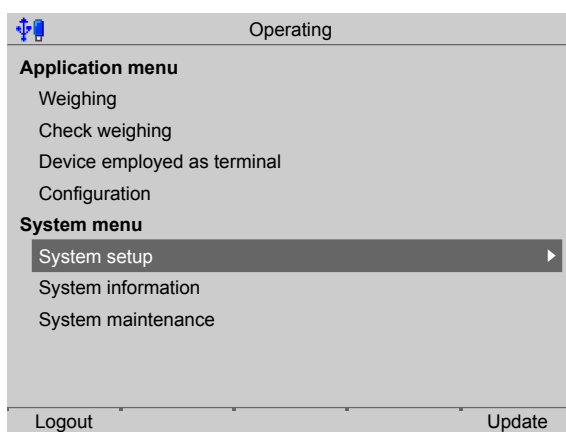 Operating
Application menu
Weighing
Check weighing
Device employed as terminal
Configuration
System menu
System setup
System information
System maintenance
Logout Update